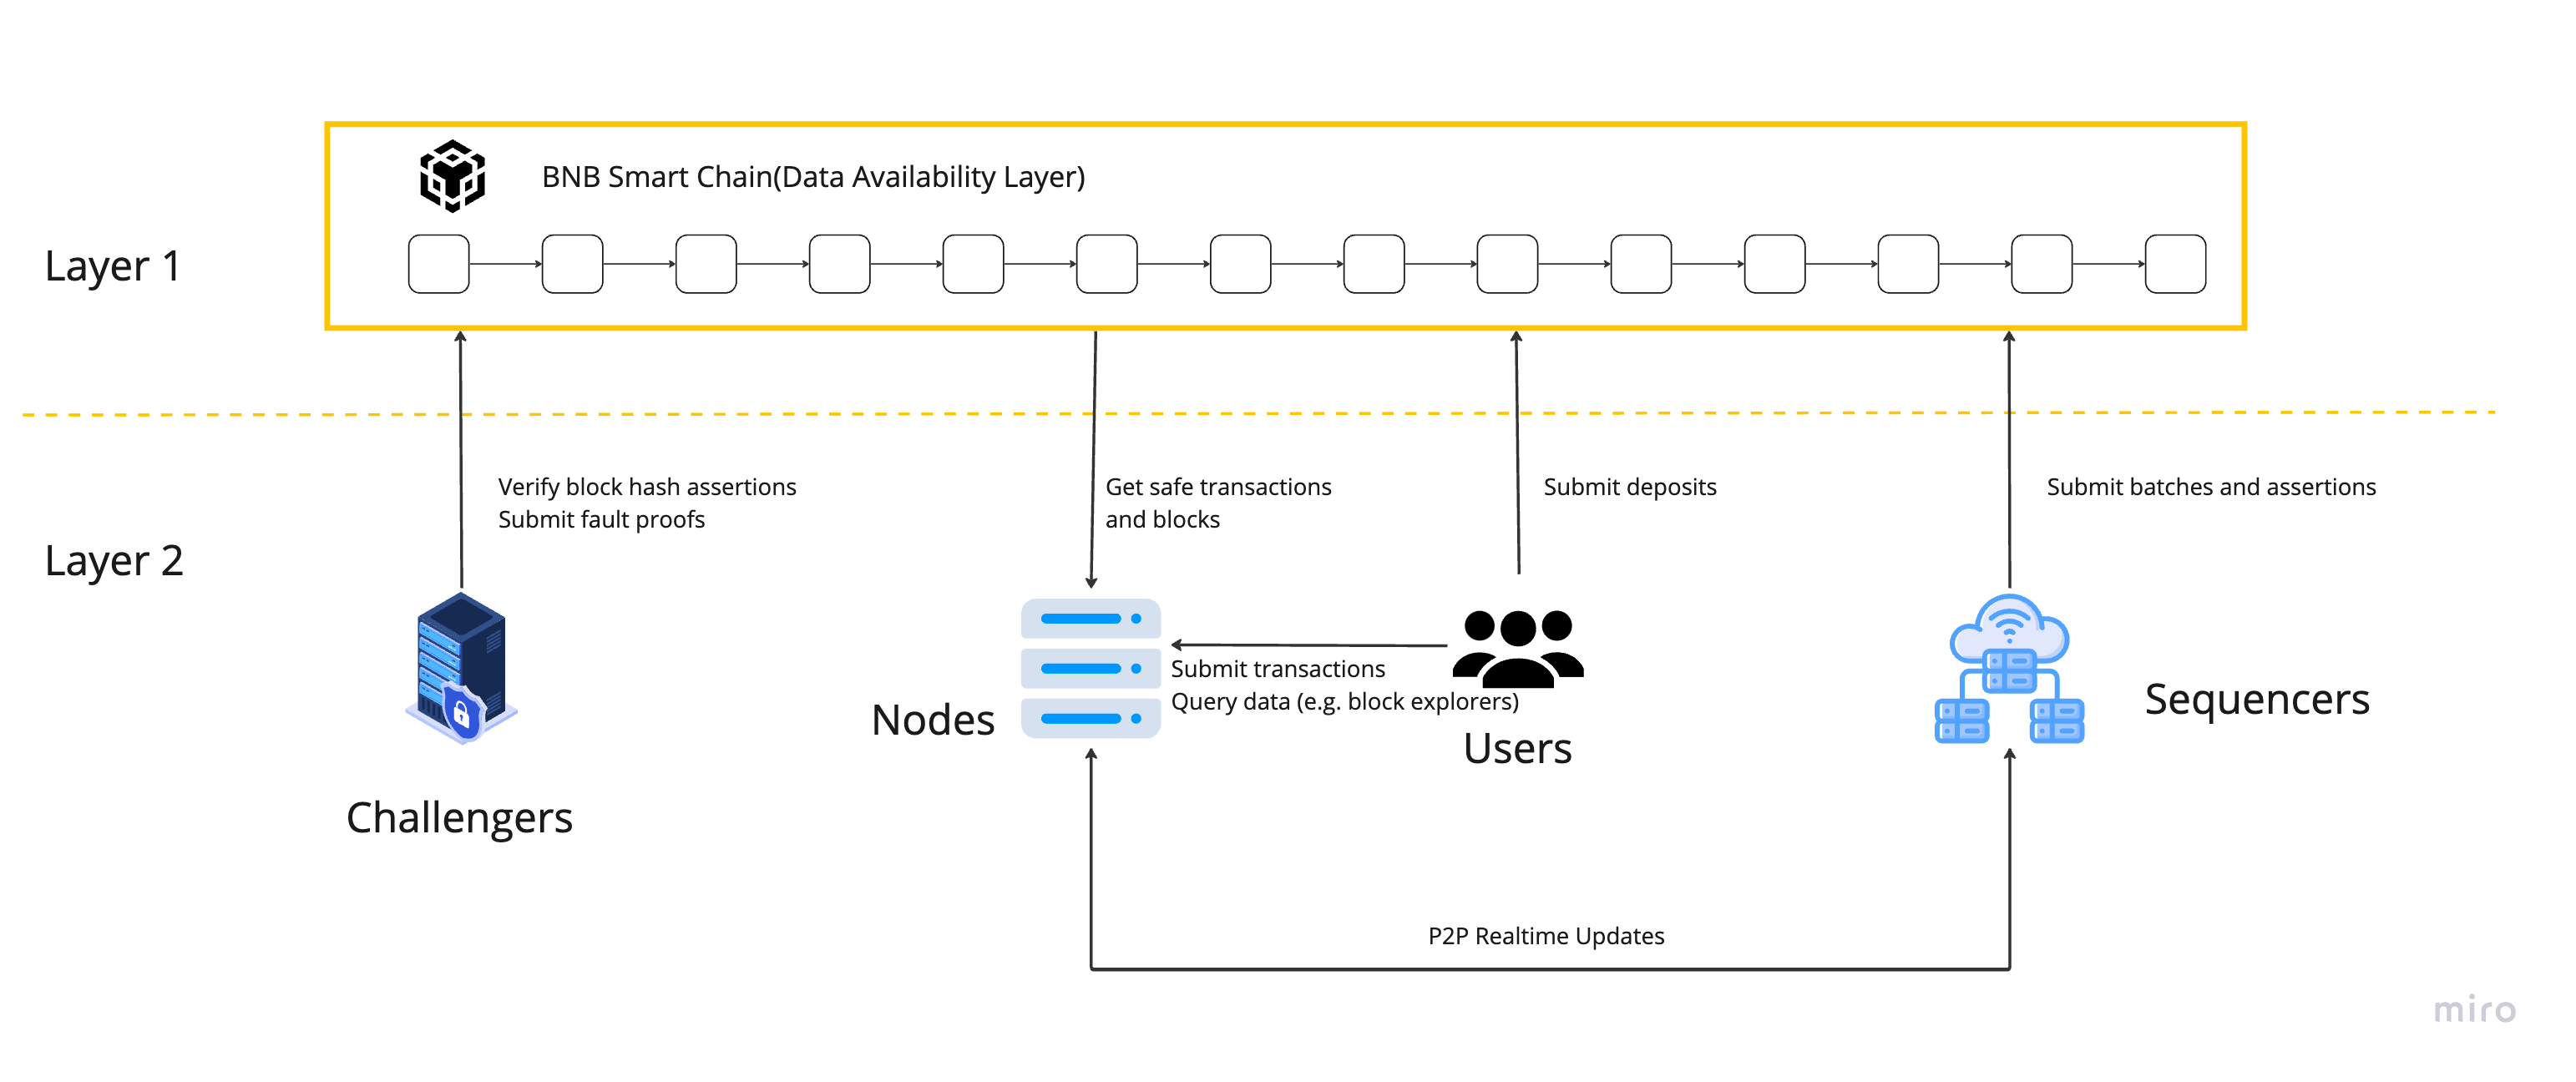 BNB Smart Chain(Data Availability Layer)
Layer 1
Verify block hash assertions
Submit fault proofs
Get safe transactions
and blocks
Submit deposits
Submit batches and assertions
Layer 2
Submit transactions
Query data (e.g. block explorers)
Nodes
Users
Sequencers
Challengers
P2P Realtime Updates
miro